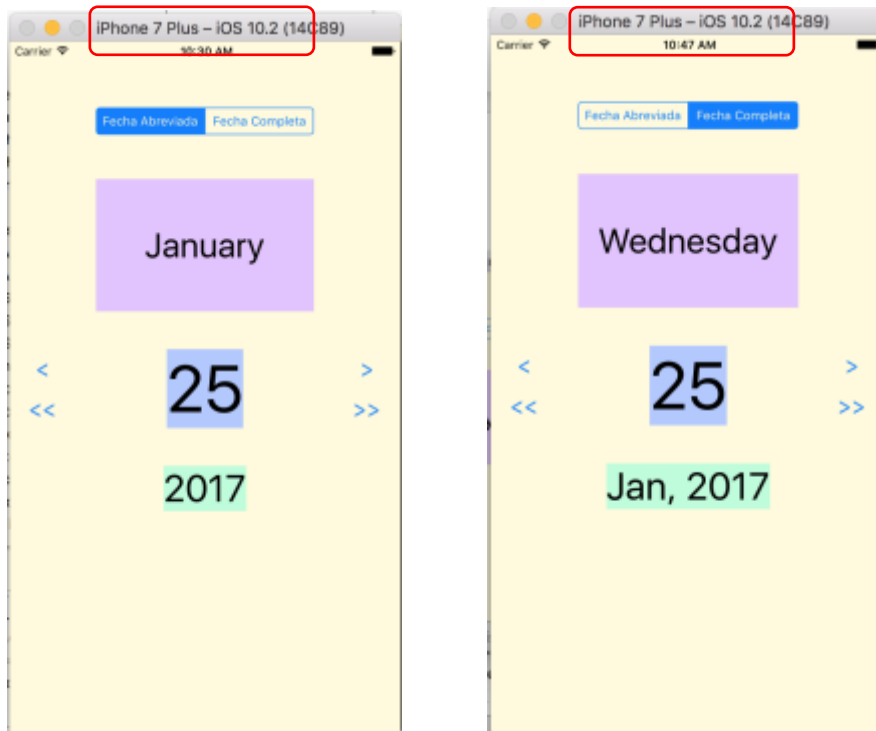 iPhone 7 Plus – iOS 10.2 (14C89)
Carrier 10:30 AM
Fecha Abreviada Fecha Completa
January
< 25 >
<< >>
2017
iPhone 7 Plus – iOS 10.2 (14C89)
Carrier 10:47 AM
Fecha Abreviada Fecha Completa
Wednesday
< 25 >
<< >>
Jan, 2017